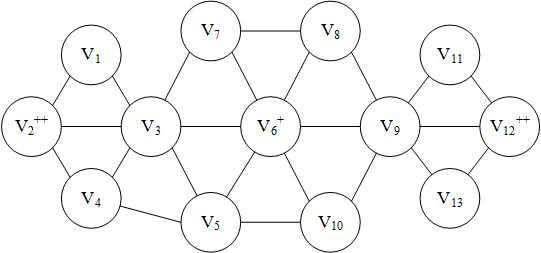 V₇ V₈
V₁ V₁₁
V₂⁺⁺ V₃ V₆⁺ V₉ V₁₂⁺⁺
V₄ V₁₃
V₅ V₁₀